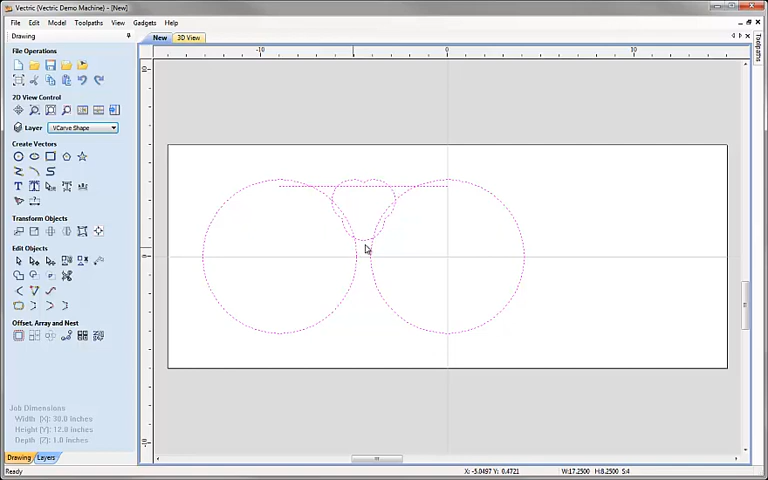 Vectric (Vectric Demo Machine) - [New]
File Edit Model Toolpaths View Gadgets Help
Drawing
New
3D View
Toolpaths
File Operations
2D View Control
Layer
VCarve Shape
Create Vectors
Transform Objects
Edit Objects
Offset, Array and Nest
Job Dimensions
Width (X): 30.0 inches
Height (Y): 12.0 inches
Depth (Z): 1.0 inches
Drawing
Layers
-10
0
10
Ready
X: -3.0497 Y: 0.4721
W:17.2500 H:8.2500 S:4